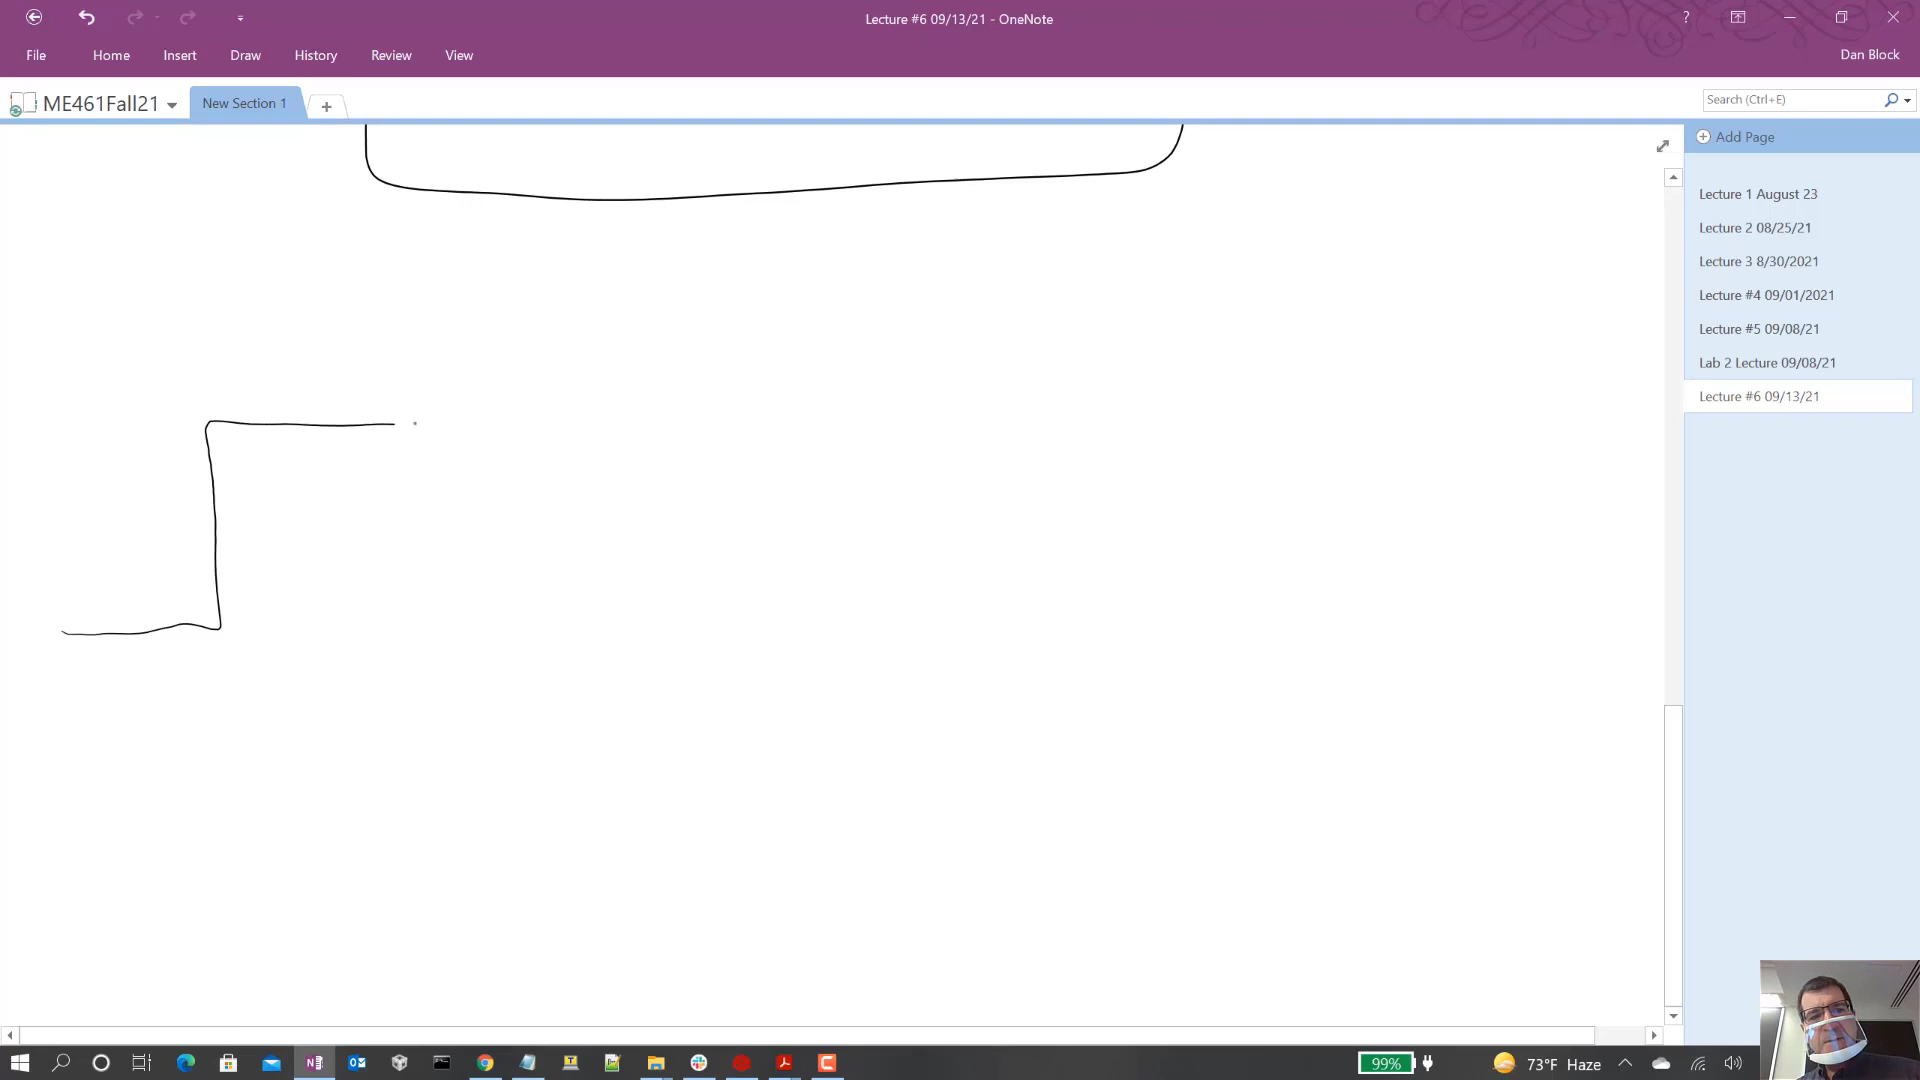 Lecture #6 09/13/21 - OneNote
?
File Home Insert Draw History Review View
Dan Block
ME461Fall21
New Section 1
Search (Ctrl+E)
Add Page
Lecture 1 August 23
Lecture 2 08/25/21
Lecture 3 8/30/2021
Lecture #4 09/01/2021
Lecture #5 09/08/21
Lab 2 Lecture 09/08/21
Lecture #6 09/13/21
99%
73°F Haze